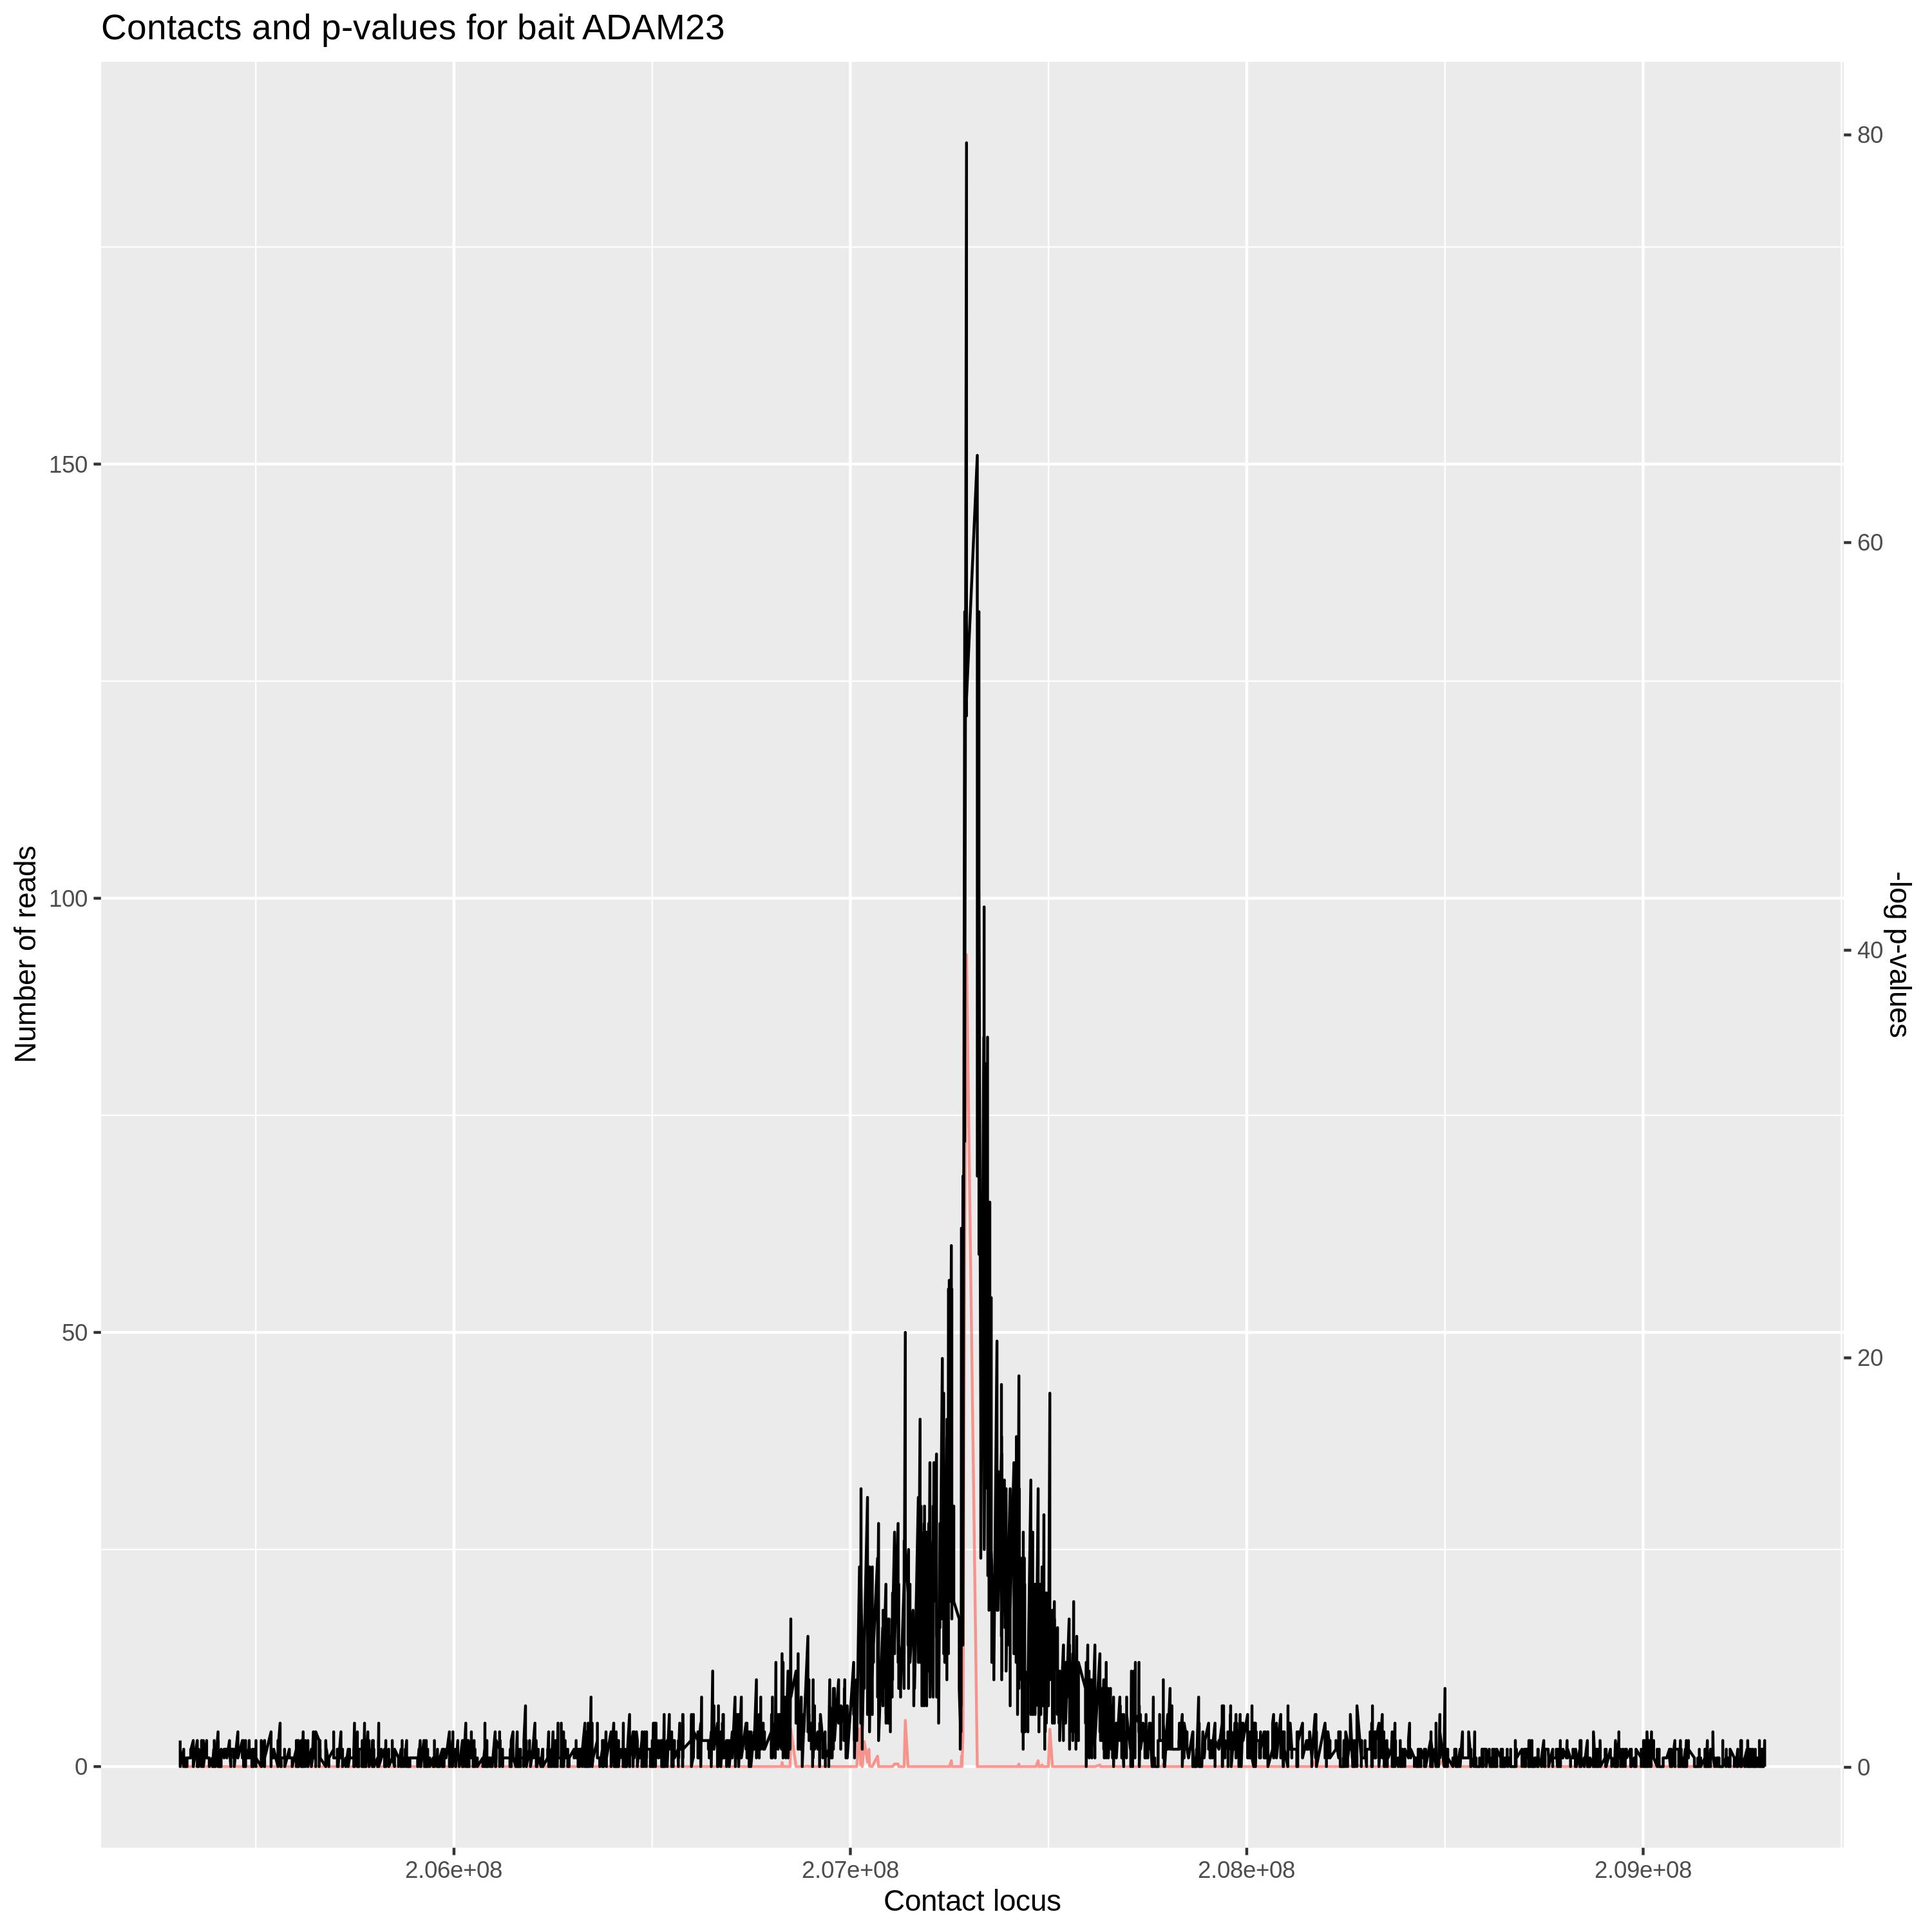 Contacts and p-values for bait ADAM23
Number of reads
150
100
50
0
80
60
40
20
0
-log p-values
2.06e+08
2.07e+08
2.08e+08
2.09e+08
Contact locus